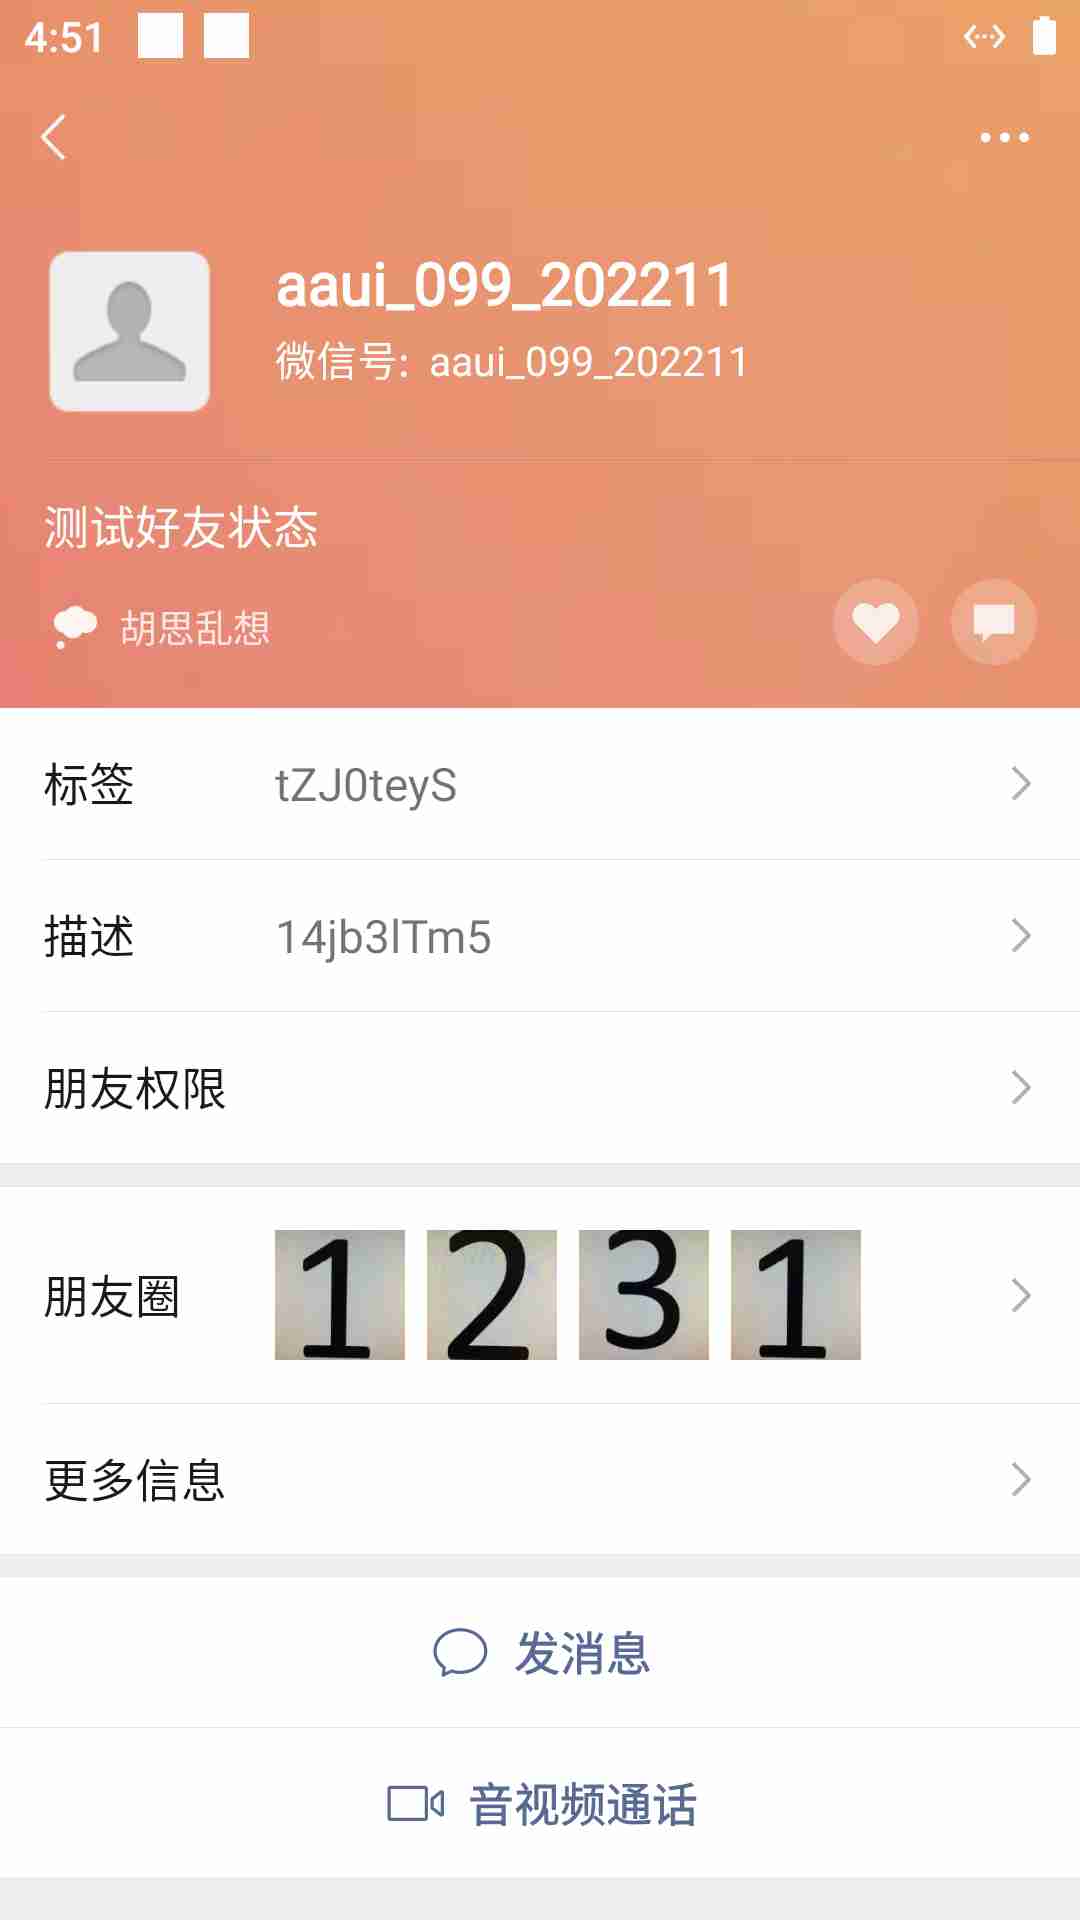 4:51
aaui_099_202211
微信号: aaui_099_202211
测试好友状态
胡思乱想
标签 tZJ0teyS
描述 14jb3lTm5
朋友权限
朋友圈 1 2 3 1
更多信息
发消息
音视频通话